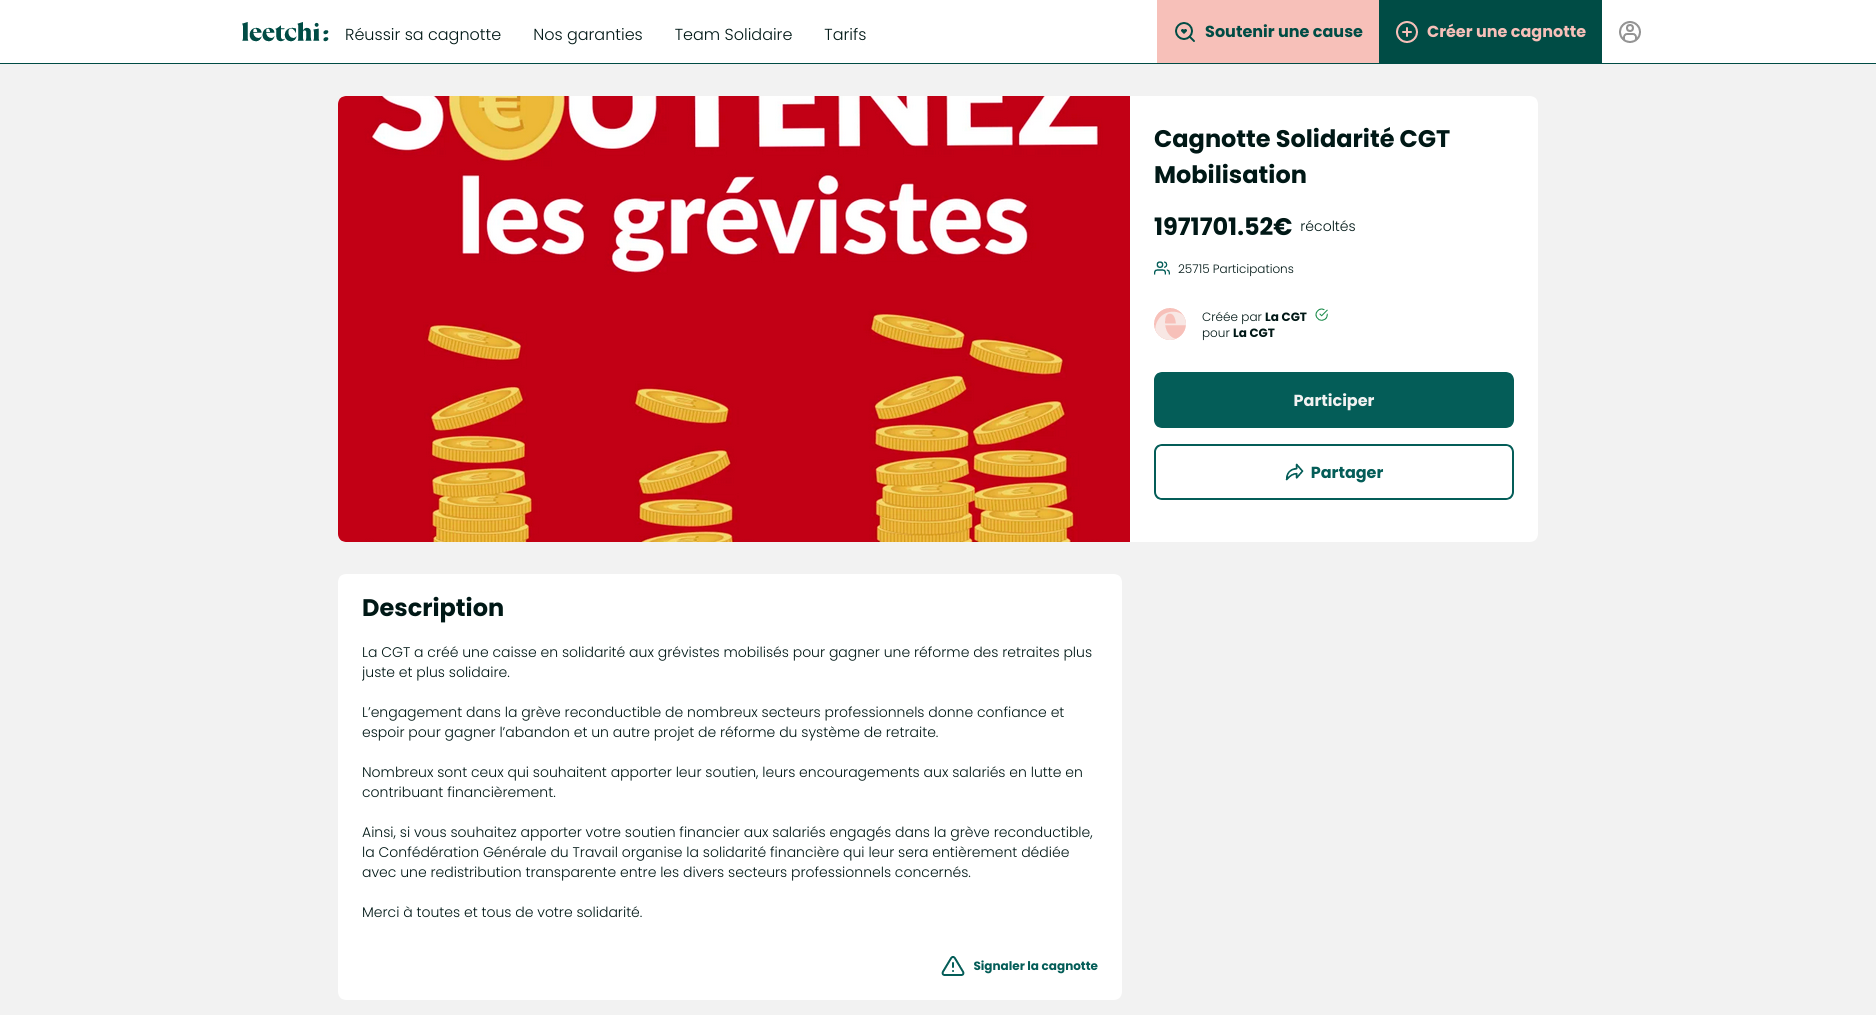 leetchi:
Réussir sa cagnotte
Nos garanties
Team Solidaire
Tarifs
Soutenir une cause
Créer une cagnotte
SOUTENEZ
les grévistes
Cagnotte Solidarité CGT
Mobilisation
1971701.52€ récoltés
25715 Participations
Créée par La CGT
pour La CGT
Participer
Partager
Description
La CGT a créé une caisse en solidarité aux grévistes mobilisés pour gagner une réforme des retraites plus
juste et plus solidaire.
L’engagement dans la grève reconductible de nombreux secteurs professionnels donne confiance et
espoir pour gagner l’abandon et un autre projet de réforme du système de retraite.
Nombreux sont ceux qui souhaitent apporter leur soutien, leurs encouragements aux salariés en lutte en
contribuant financièrement.
Ainsi, si vous souhaitez apporter votre soutien financier aux salariés engagés dans la grève reconductible,
la Confédération Générale du Travail organise la solidarité financière qui leur sera entièrement dédiée
avec une redistribution transparente entre les divers secteurs professionnels concernés.
Merci à toutes et tous de votre solidarité.
Signaler la cagnotte